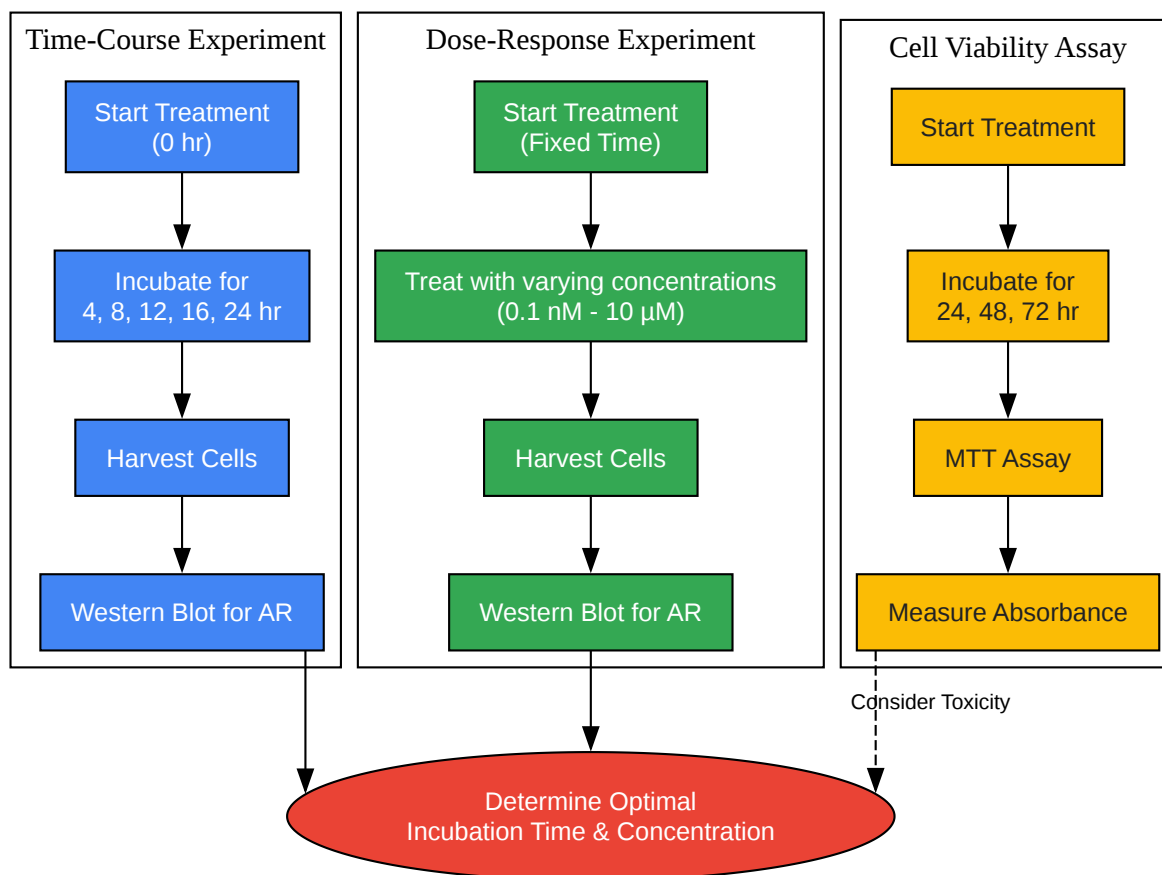 Time-Course Experiment
Start Treatment
(0 hr)
Incubate for
4, 8, 12, 16, 24 hr
Harvest Cells
Western Blot for AR
Dose-Response Experiment
Start Treatment
(Fixed Time)
Treat with varying concentrations
(0.1 nM - 10 µM)
Harvest Cells
Western Blot for AR
Cell Viability Assay
Start Treatment
Incubate for
24, 48, 72 hr
MTT Assay
Measure Absorbance
Consider Toxicity
Determine Optimal
Incubation Time & Concentration